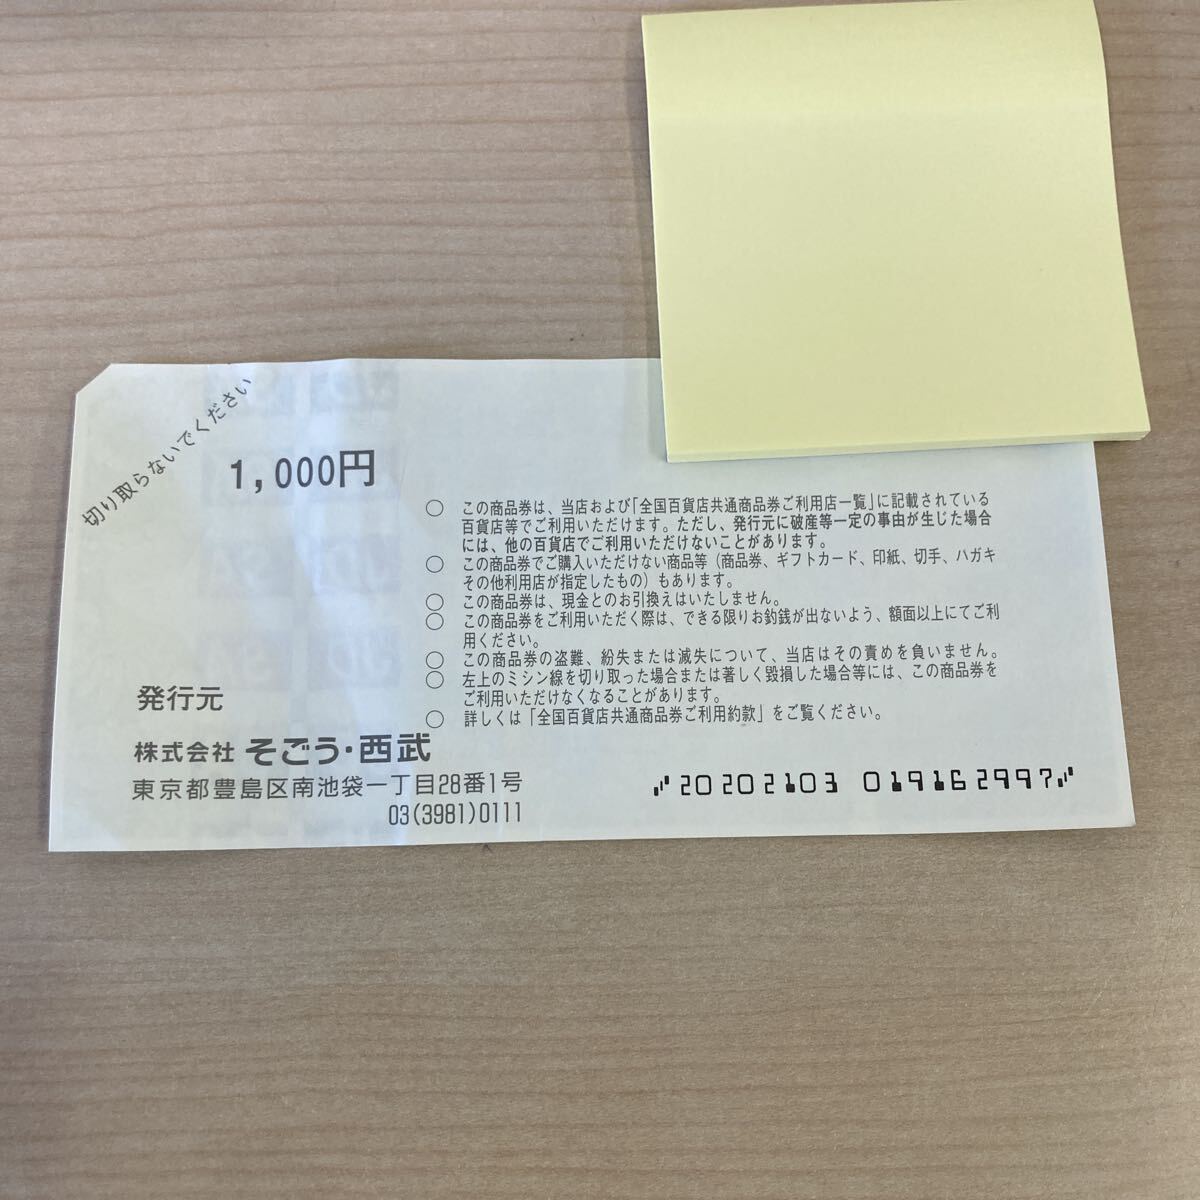 切り取らないでください
1,000円
○ この商品券は、当店および「全国百貨店共通商品券ご利用店一覧」に記載されている
百貨店等でご利用いただけます。ただし、発行元に破産等一定の事由が生じた場合
には、他の百貨店でご利用いただけないことがあります。
○ この商品券でご購入いただけない商品等（商品券、ギフトカード、印紙、切手、ハガキ
その他利用店が指定したもの）もあります。
○ この商品券は、現金とのお引換えはいたしません。
○ この商品券をご利用いただく際は、できる限りお釣銭が出ないよう、額面以上にてご利
用ください。
○ この商品券の盗難、紛失または滅失について、当店はその責めを負いません。
○ 左上のミシン線を切り取った場合または著しく毀損した場合等には、この商品券を
ご利用いただけなくなることがあります。
○ 詳しくは「全国百貨店共通商品券ご利用約款」をご覧ください。
発行元
株式会社 そごう・西武
東京都豊島区南池袋一丁目28番1号
03(3981)0111
20202103 019162997